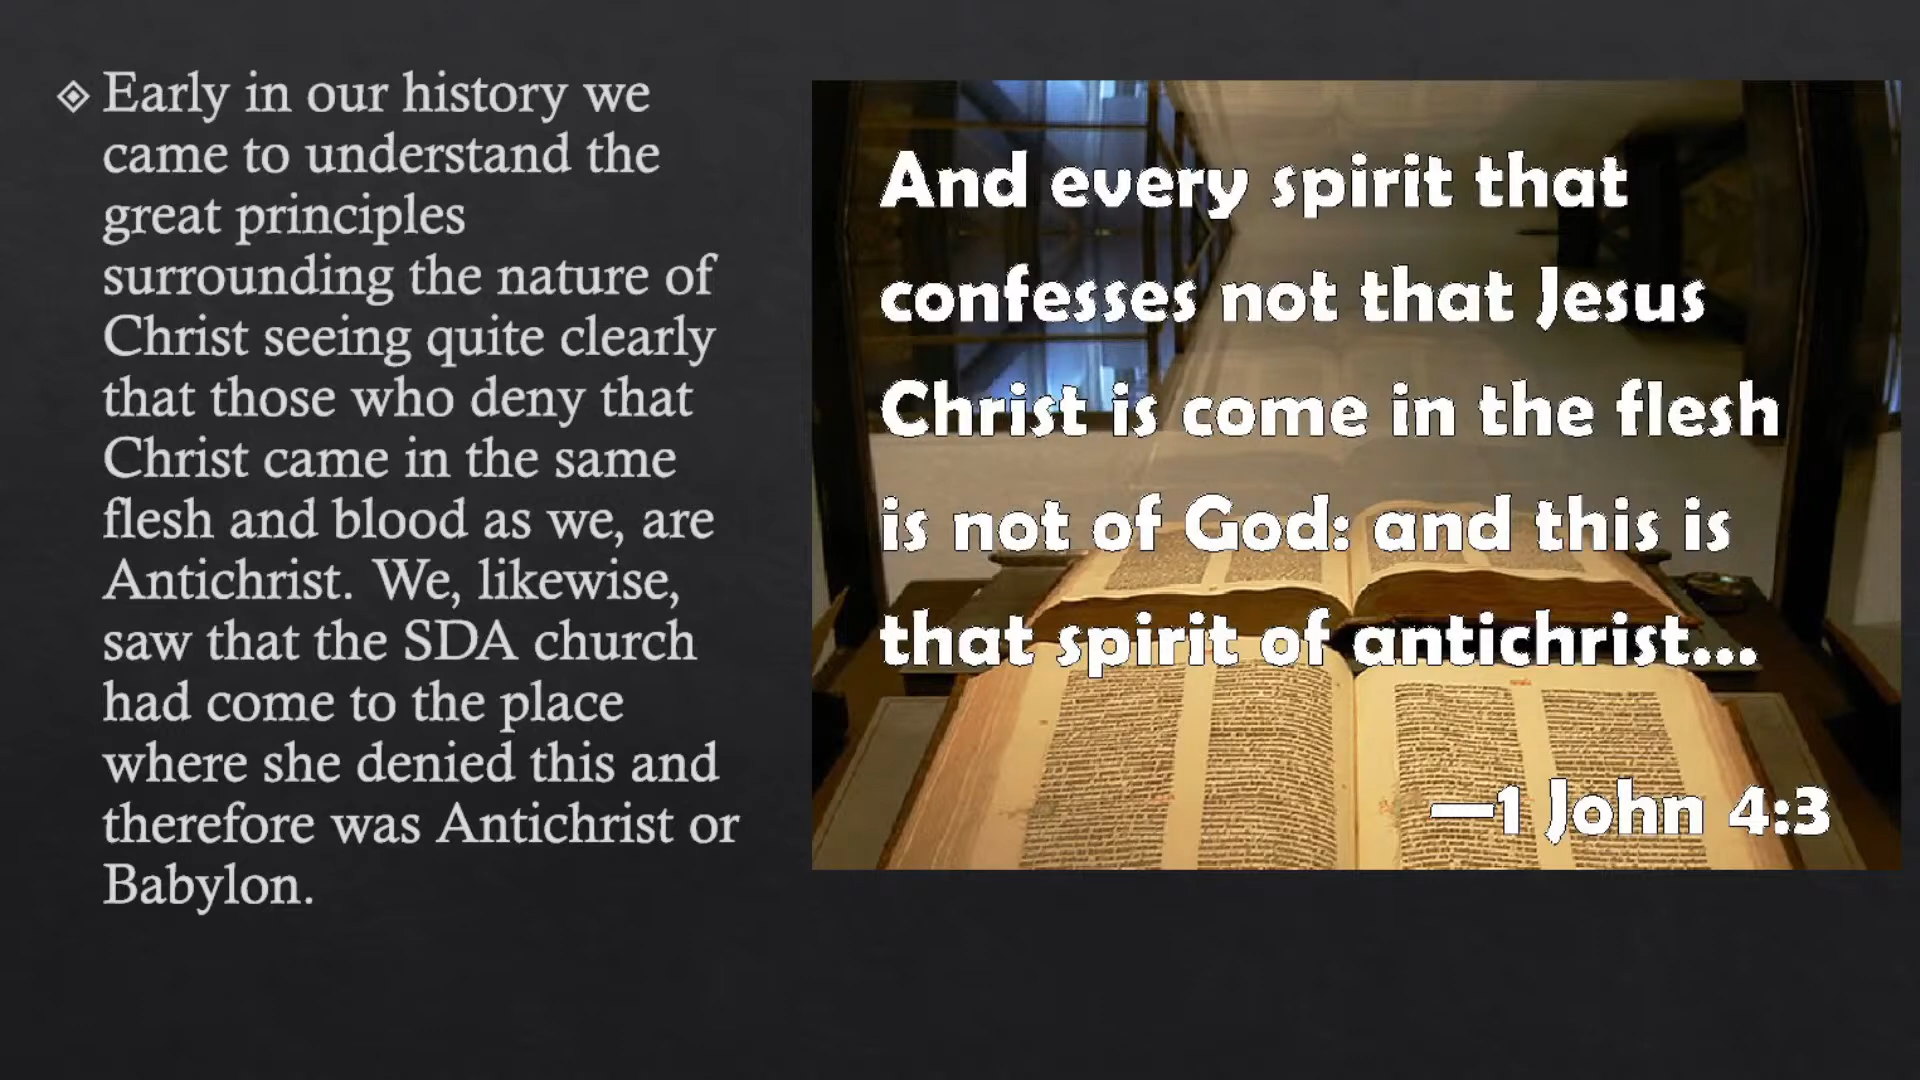 Early in our history we
came to understand the
great principles
surrounding the nature of
Christ seeing quite clearly
that those who deny that
Christ came in the same
flesh and blood as we, are
Antichrist. We, likewise,
saw that the SDA church
had come to the place
where she denied this and
therefore was Antichrist or
Babylon.
And every spirit that
confesses not that Jesus
Christ is come in the flesh
is not of God: and this is
that spirit of antichrist...
—1 John 4:3